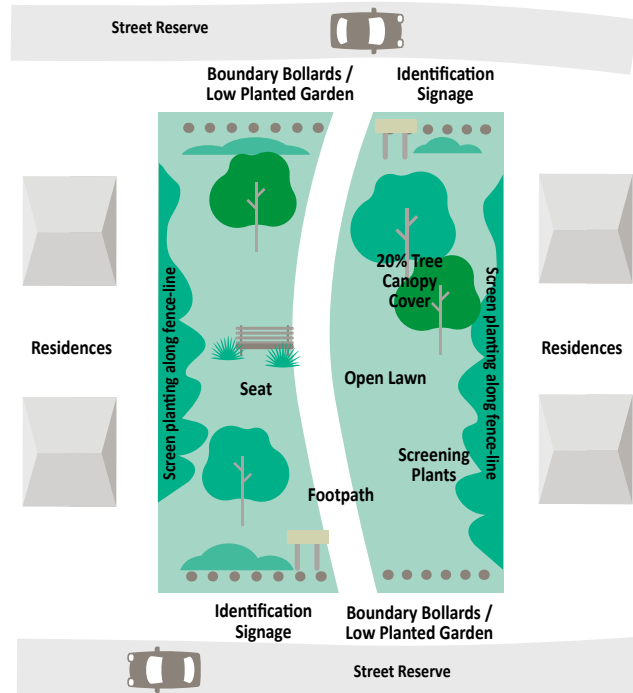 Street Reserve
Boundary Bollards /
Low Planted Garden
Identification
Signage
20% Tree
Canopy
Cover
Screen planting along fence-line
Screen planting along fence-line
Residences
Residences
Seat
Open Lawn
Screening
Plants
Footpath
Identification
Signage
Boundary Bollards /
Low Planted Garden
Street Reserve